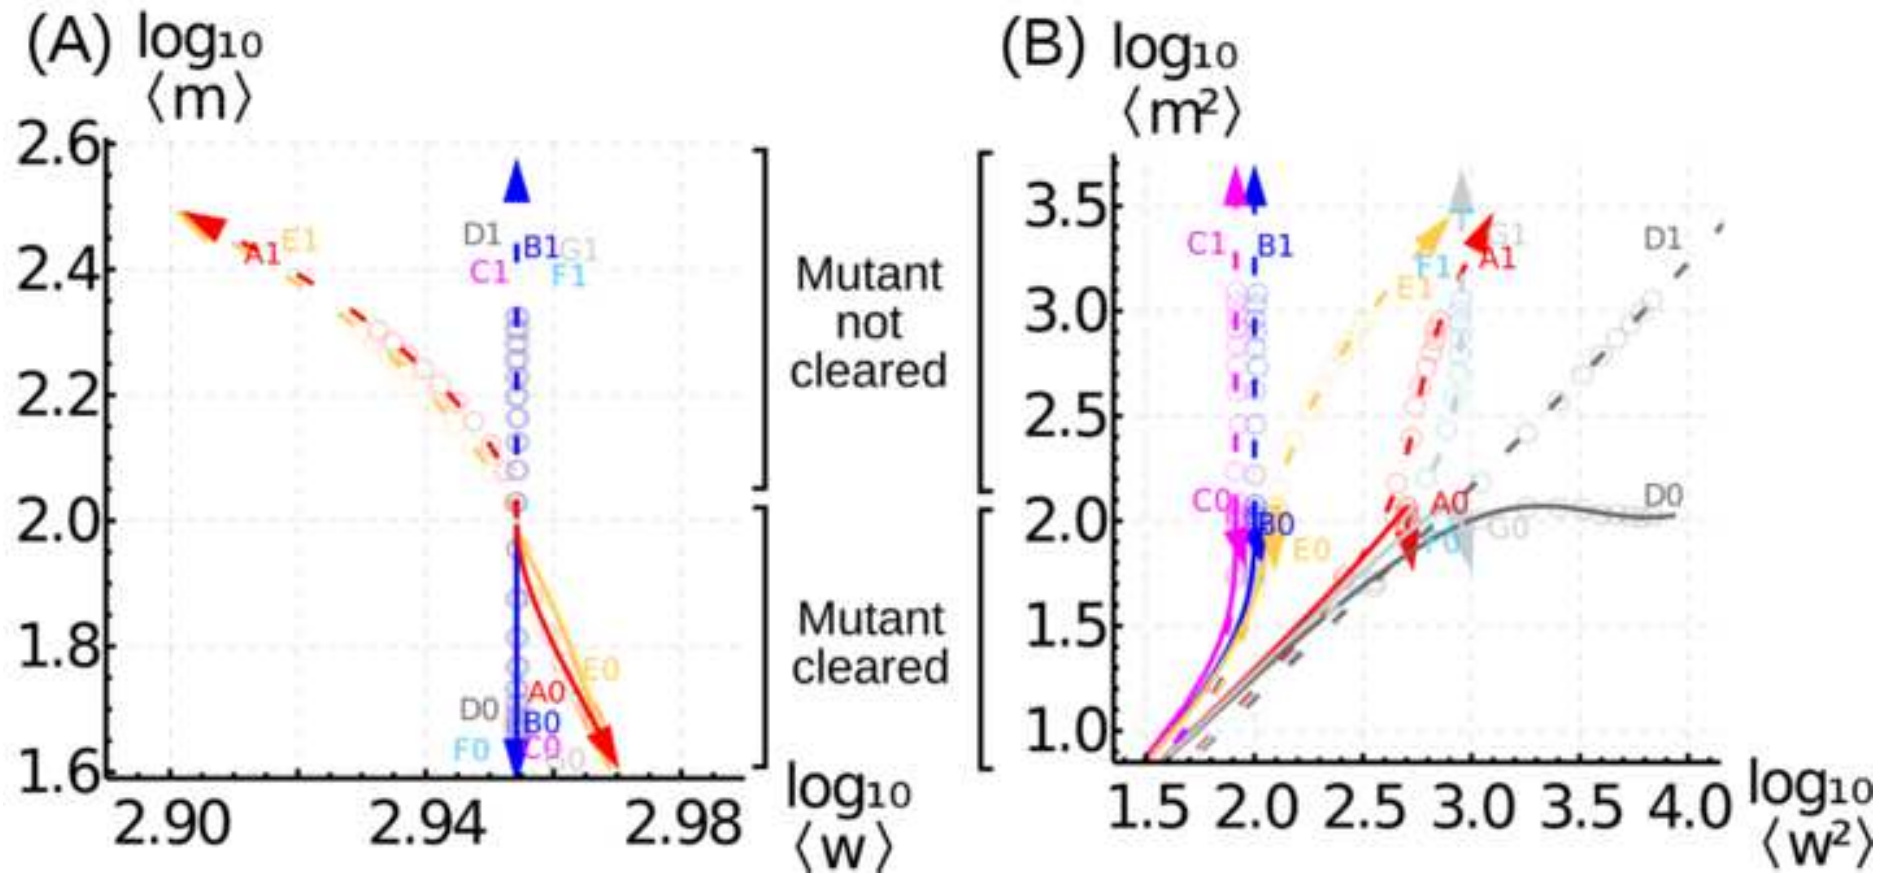 (A) log₁₀
⟨m⟩
2.6
2.4
2.2
2.0
1.8
1.6
2.90 2.94 2.98
log₁₀
⟨w⟩
A1 E1
D1 B1 G1
C1 F1
E0
A0
D0 B0
F0 C0 G0
Mutant
not
cleared
Mutant
cleared
(B) log₁₀
⟨m²⟩
3.5
3.0
2.5
2.0
1.5
1.0
1.5 2.0 2.5 3.0 3.5 4.0
log₁₀
⟨w²⟩
C1 B1 G1 D1
F1 A1
E1
C0 A0 D0
B0 G0
E0 F0